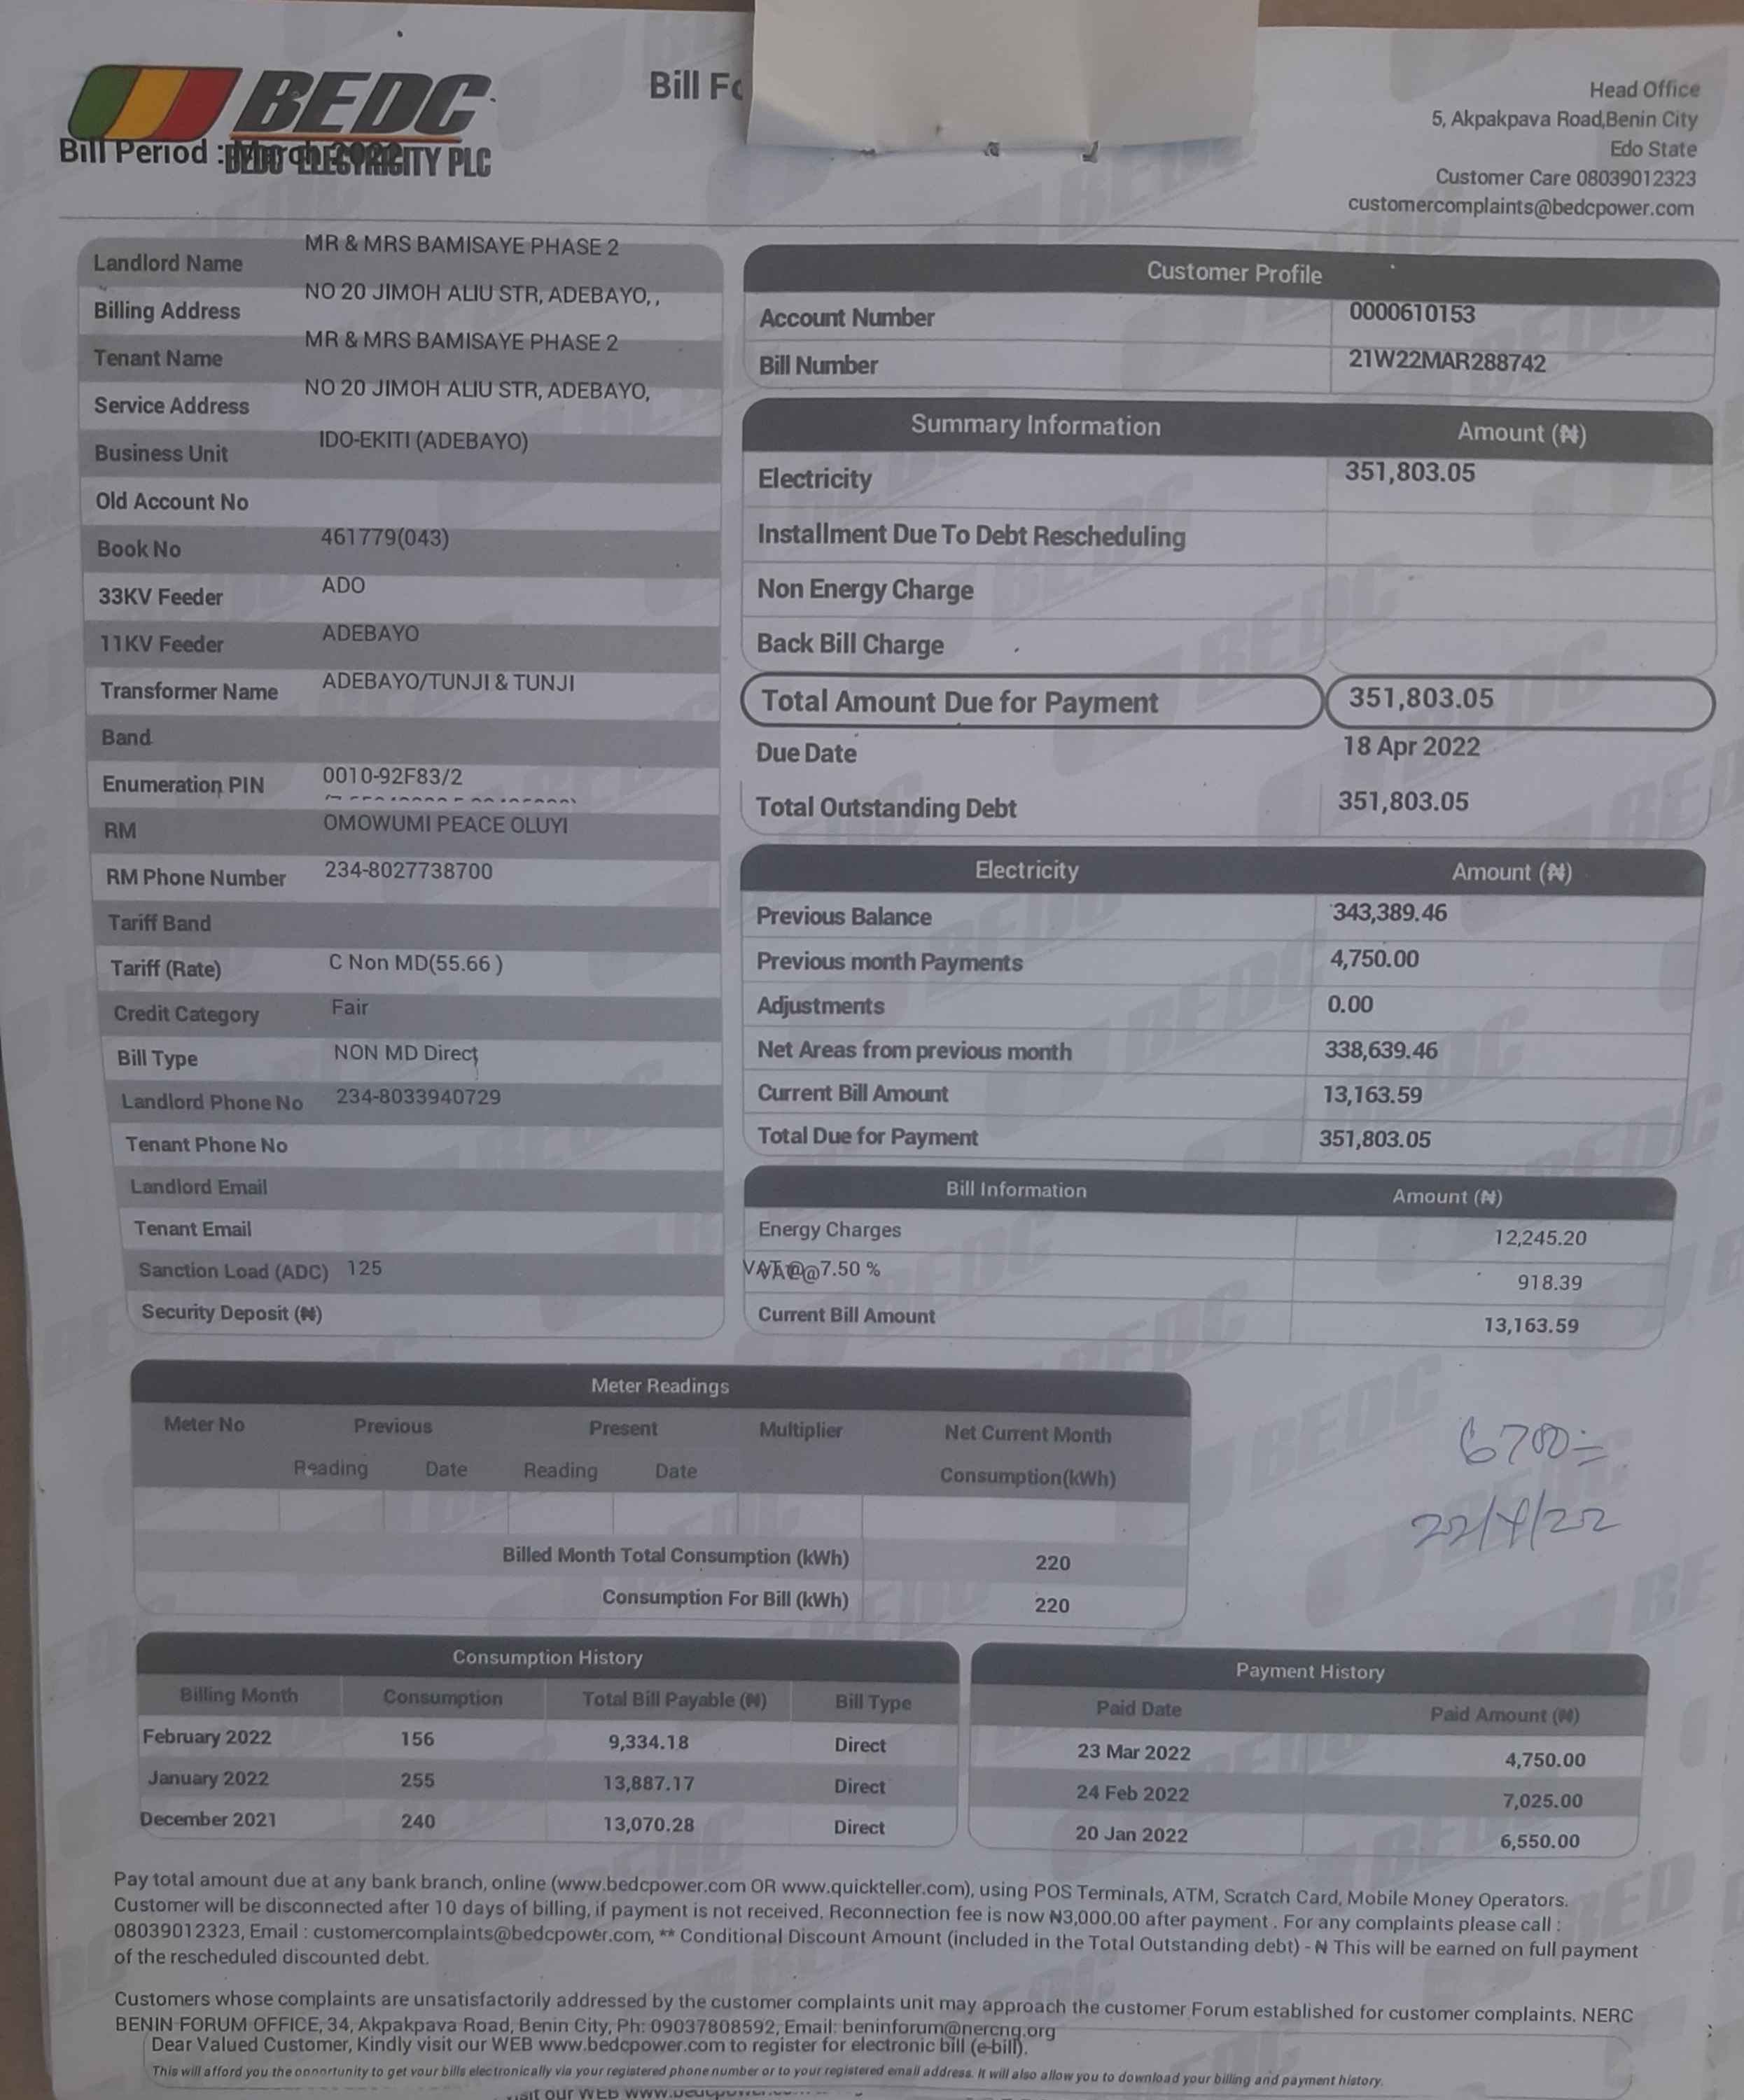 BEDC
BEDC ELECTRICITY PLC
Bill Period : March
Bill Fo
Head Office
5, Akpakpava Road,Benin City
Edo State
Customer Care 08039012323
customercomplaints@bedcpower.com
Landlord Name MR & MRS BAMISAYE PHASE 2
Billing Address NO 20 JIMOH ALIU STR, ADEBAYO, ,
Tenant Name MR & MRS BAMISAYE PHASE 2
Service Address NO 20 JIMOH ALIU STR, ADEBAYO,
Business Unit IDO-EKITI (ADEBAYO)
Old Account No
Book No 461779(043)
33KV Feeder ADO
11KV Feeder ADEBAYO
Transformer Name ADEBAYO/TUNJI & TUNJI
Band
Enumeration PIN 0010-92F83/2
RM OMOWUMI PEACE OLUYI
RM Phone Number 234-8027738700
Tariff Band
Tariff (Rate) C Non MD(55.66 )
Credit Category Fair
Bill Type NON MD Direct
Landlord Phone No 234-8033940729
Tenant Phone No
Landlord Email
Tenant Email
Sanction Load (ADC) 125
Security Deposit (₦)
Customer Profile
Account Number 0000610153
Bill Number 21W22MAR288742
Summary Information Amount (₦)
Electricity 351,803.05
Installment Due To Debt Rescheduling
Non Energy Charge
Back Bill Charge
Total Amount Due for Payment 351,803.05
Due Date 18 Apr 2022
Total Outstanding Debt 351,803.05
Electricity Amount (₦)
Previous Balance 343,389.46
Previous month Payments 4,750.00
Adjustments 0.00
Net Areas from previous month 338,639.46
Current Bill Amount 13,163.59
Total Due for Payment 351,803.05
Bill Information Amount (₦)
Energy Charges 12,245.20
VAT @ 7.50 % 918.39
Current Bill Amount 13,163.59
Meter Readings
Meter No Previous Present Multiplier Net Current Month
Reading Date Reading Date Consumption(kWh)
Billed Month Total Consumption (kWh) 220
Consumption For Bill (kWh) 220
6700=
22/4/22
Consumption History
Billing Month Consumption Total Bill Payable (₦) Bill Type
February 2022 156 9,334.18 Direct
January 2022 255 13,887.17 Direct
December 2021 240 13,070.28 Direct
Payment History
Paid Date Paid Amount (₦)
23 Mar 2022 4,750.00
24 Feb 2022 7,025.00
20 Jan 2022 6,550.00
Pay total amount due at any bank branch, online (www.bedcpower.com OR www.quickteller.com), using POS Terminals, ATM, Scratch Card, Mobile Money Operators.
Customer will be disconnected after 10 days of billing, if payment is not received. Reconnection fee is now ₦3,000.00 after payment . For any complaints please call :
08039012323, Email : customercomplaints@bedcpower.com, ** Conditional Discount Amount (included in the Total Outstanding debt) - ₦ This will be earned on full payment
of the rescheduled discounted debt.
Customers whose complaints are unsatisfactorily addressed by the customer complaints unit may approach the customer Forum established for customer complaints. NERC
BENIN FORUM OFFICE, 34, Akpakpava Road, Benin City, Ph: 09037808592, Email: beninforum@nercng.org
Dear Valued Customer, Kindly visit our WEB www.bedcpower.com to register for electronic bill (e-bill).
This will afford you the opportunity to get your bills electronically via your registered phone number or to your registered email address. It will also allow you to download your billing and payment history.
visit our WEB www.bedcpower.com